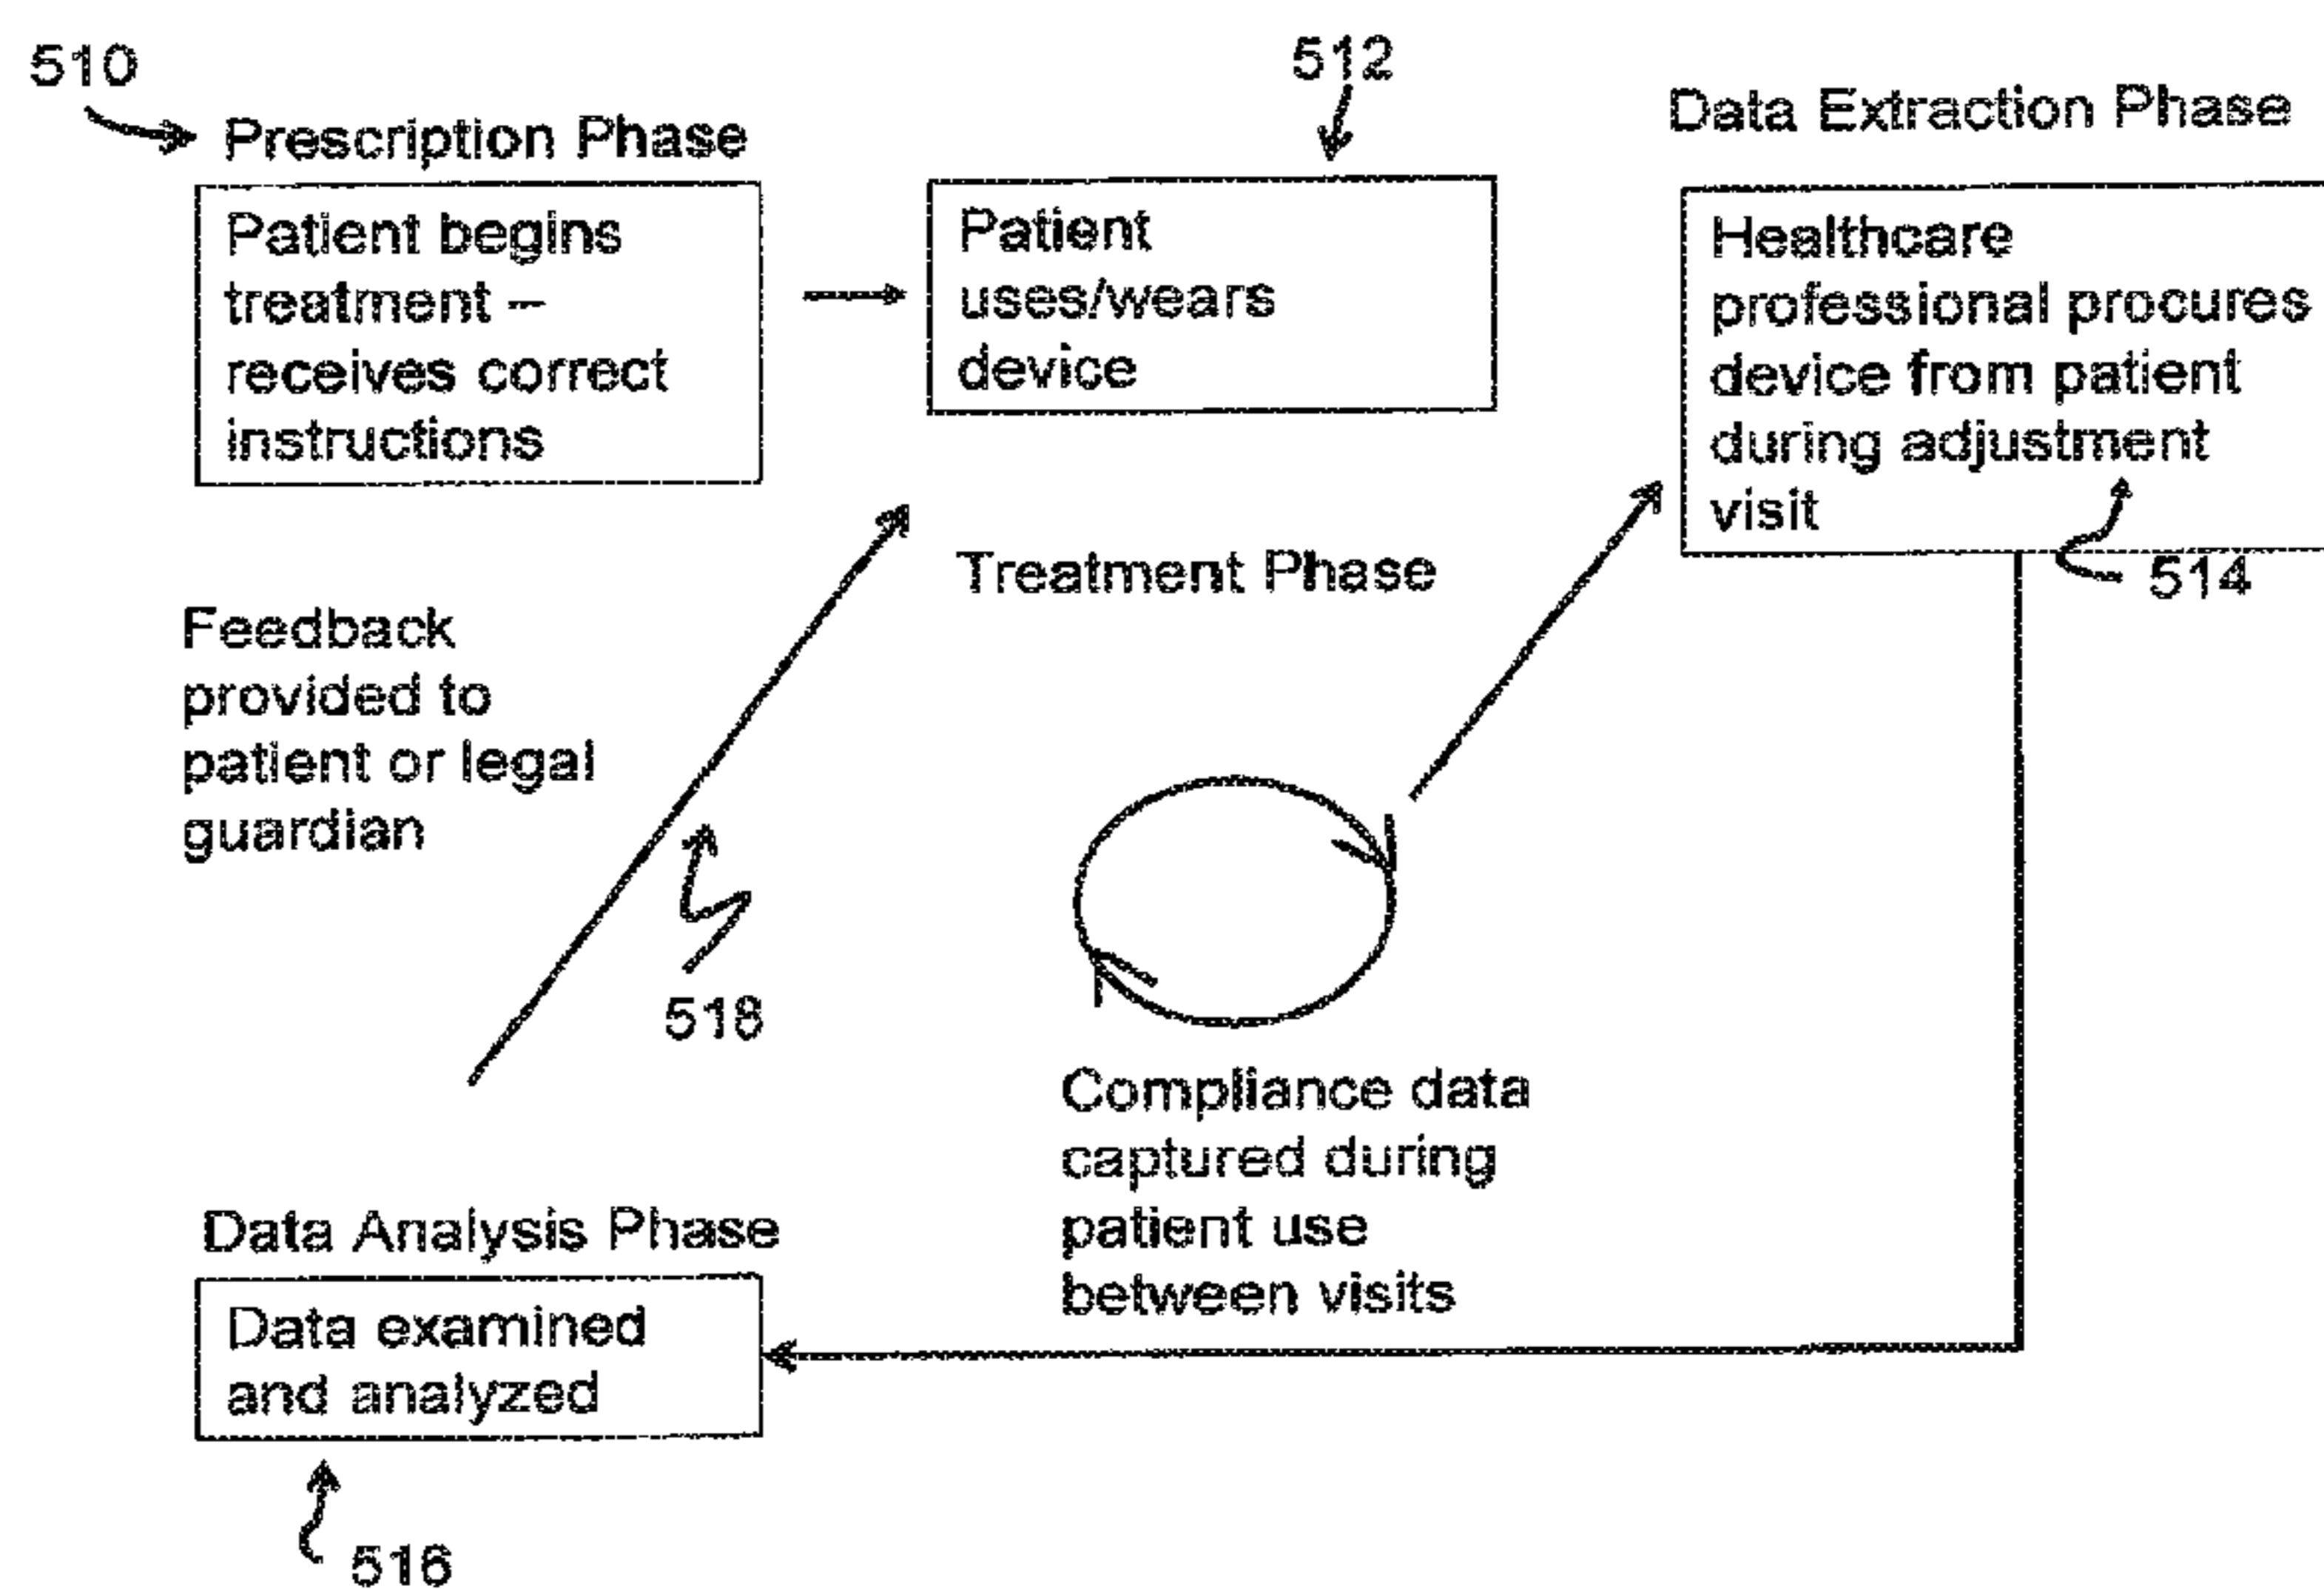 510
Prescription Phase
Patient begins
treatment –
receives correct
instructions
512
Patient
uses/wears
device
Data Extraction Phase
Healthcare
professional procures
device from patient
during adjustment
visit
514
Treatment Phase
Feedback
provided to
patient or legal
guardian
518
Compliance data
captured during
patient use
between visits
Data Analysis Phase
Data examined
and analyzed
516